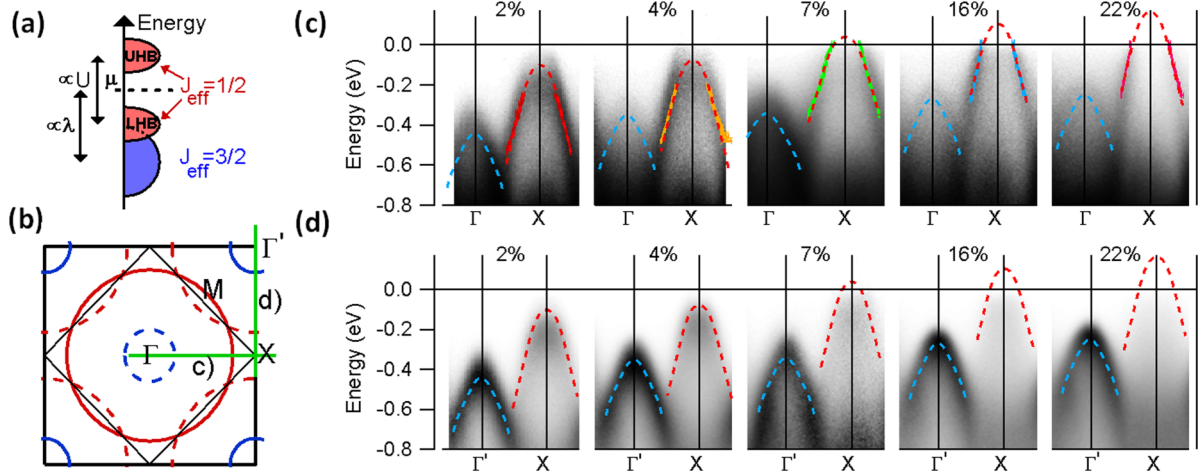 (a)
Energy
UHB
∝U
μ
J eff =1/2
∝λ
LHB
J eff =3/2
(b)
Γ'
M
d)
Γ
c)
X
(c)
2% 4% 7% 16% 22%
Energy (eV)
0.0
-0.2
-0.4
-0.6
-0.8
Γ X Γ X Γ X Γ X Γ X
(d)
2% 4% 7% 16% 22%
Energy (eV)
0.0
-0.2
-0.4
-0.6
-0.8
Γ' X Γ' X Γ' X Γ' X Γ' X